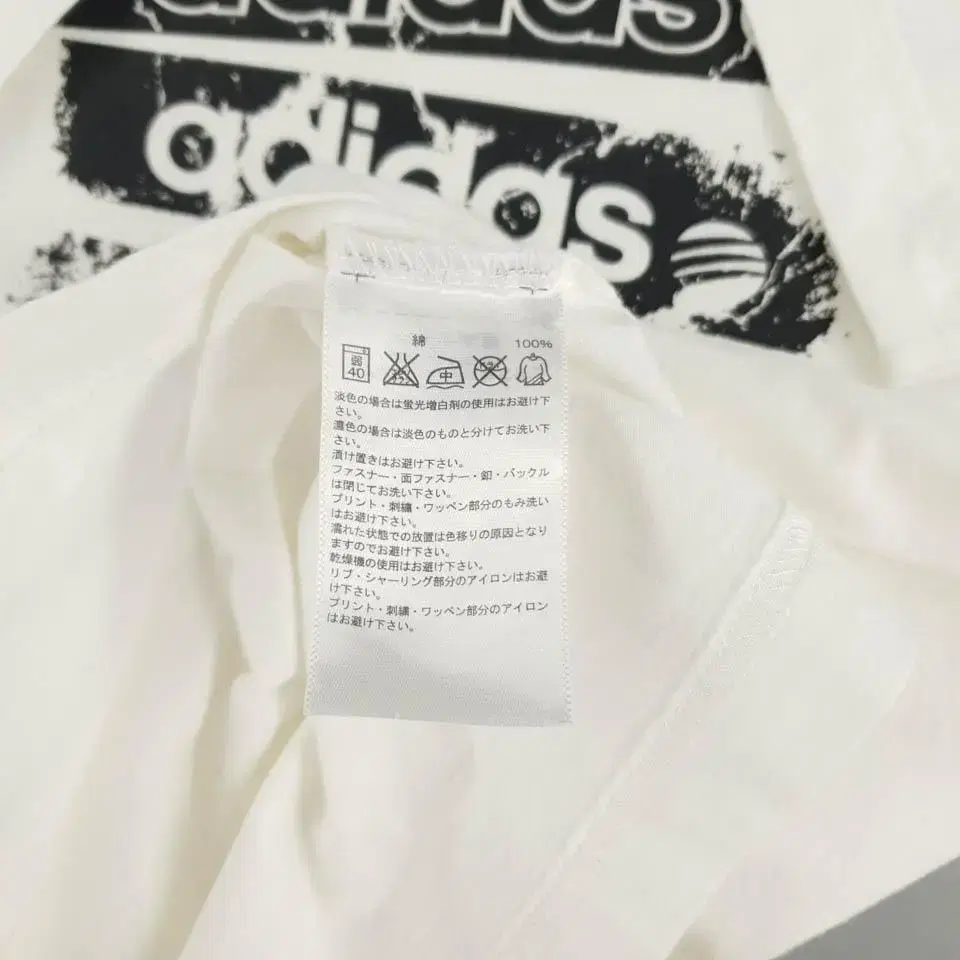 adidas
adidas
綿 100%
弱 中
40
淡色の場合は蛍光増白剤の使用はお避け下
さい。
濃色の場合は淡色のものと分けてお洗い下
さい。
漬け置きはお避け下さい。
ファスナー・面ファスナー・釦・バックル
は閉じてお洗い下さい。
プリント・刺繍・ワッペン部分のもみ洗い
はお避け下さい。
濡れた状態での放置は色移りの原因となり
ますのでお避け下さい。
乾燥機の使用はお避け下さい。
リブ・シャーリング部分のアイロンはお避
け下さい。
プリント・刺繍・ワッペン部分のアイロン
はお避け下さい。